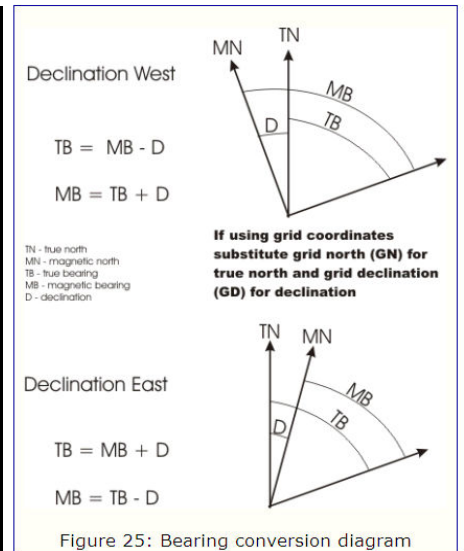 MN
TN
Declination West
MB
TB
D
TB = MB - D
MB = TB + D
TN - true north
MN - magnetic north
TB - true bearing
MB - magnetic bearing
D - declination
If using grid coordinates
substitute grid north (GN) for
true north and grid declination
(GD) for declination
TN
MN
Declination East
MB
TB
D
TB = MB + D
MB = TB - D
Figure 25: Bearing conversion diagram